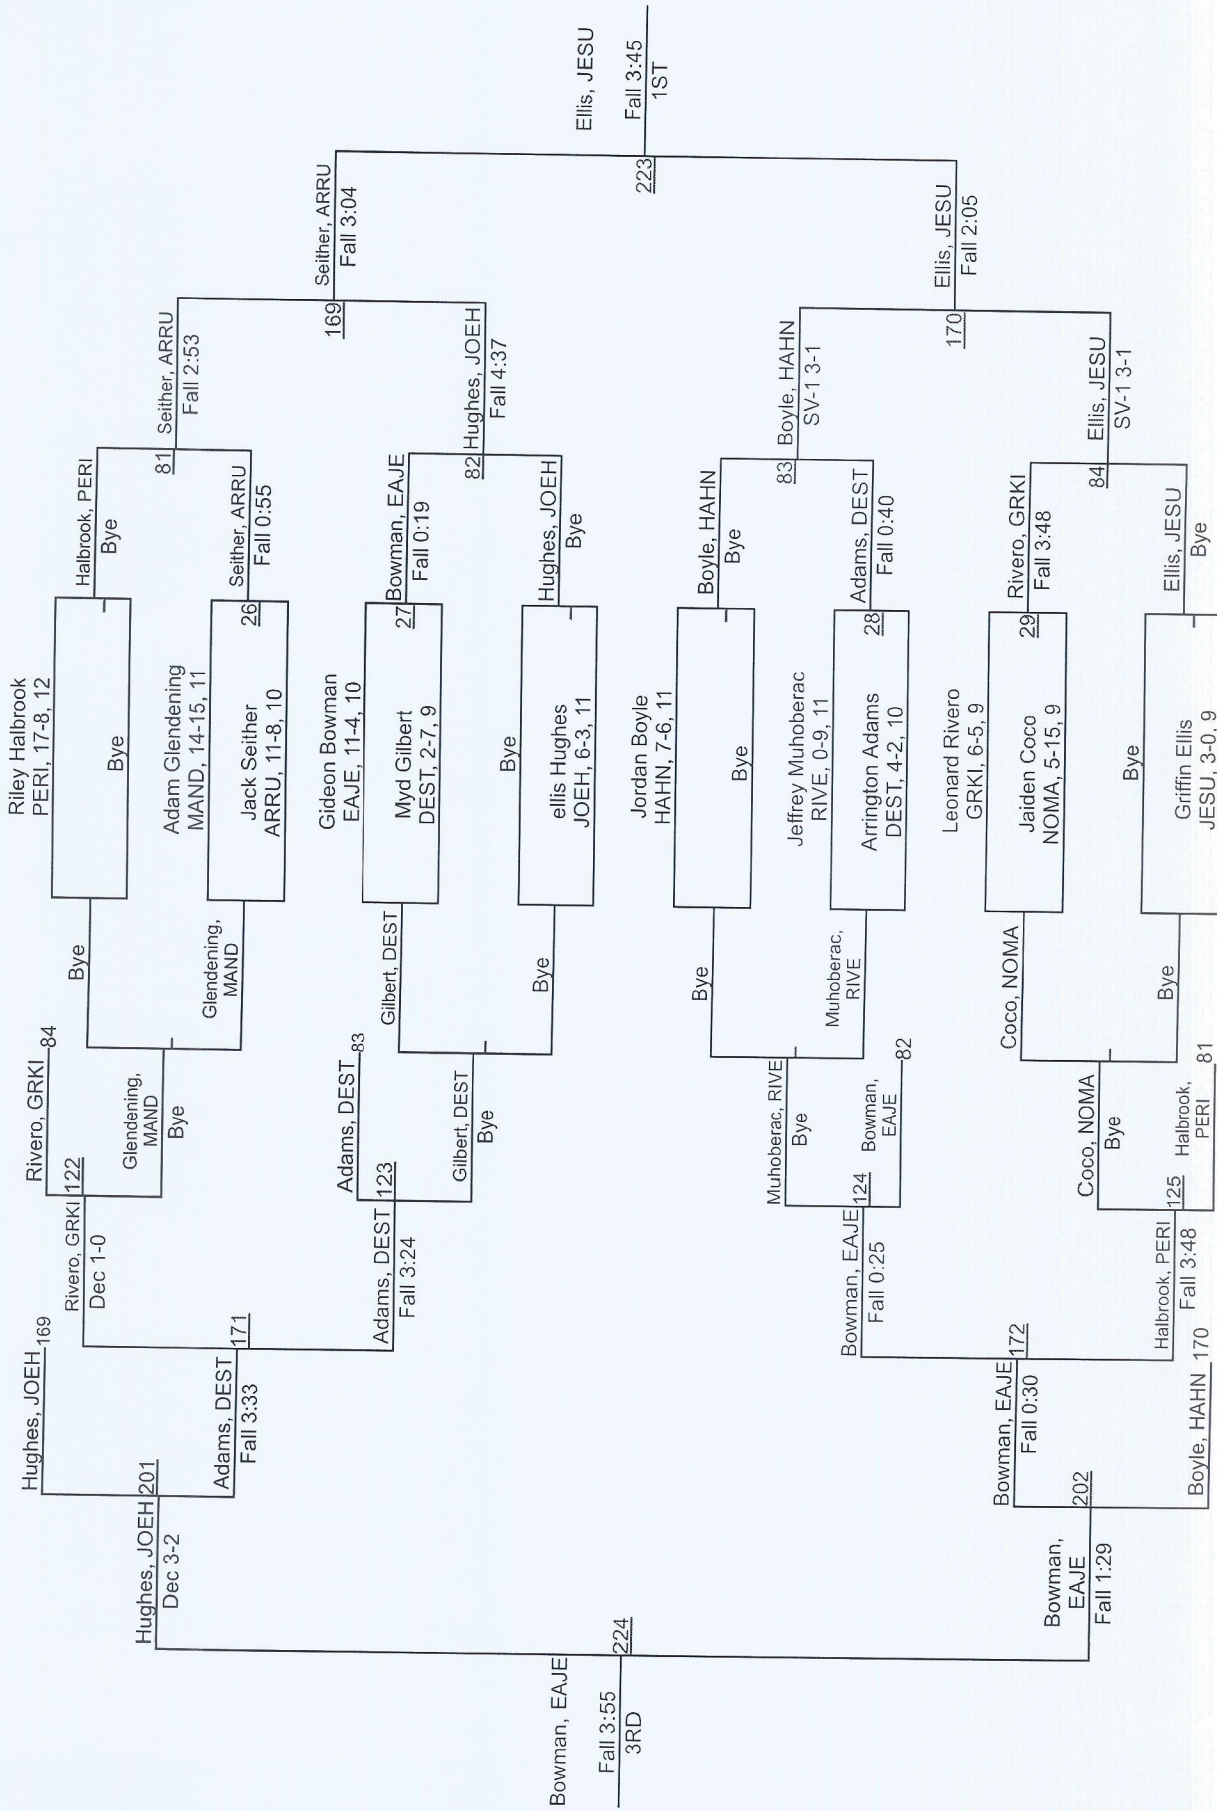 Riley Halbrook
PERI, 17-8, 12
Bye
Adam Glendening
MAND, 14-15, 11
Jack Seither
ARRU, 11-8, 10
26
Gideon Bowman
EAJE, 11-4, 10
Myd Gilbert
DEST, 2-7, 9
27
Bye
ellis Hughes
JOEH, 6-3, 11
Jordan Boyle
HAHN, 7-6, 11
Bye
Jeffrey Muhoberac
RIVE, 0-9, 11
Arrington Adams
DEST, 4-2, 10
28
Leonard Rivero
GRKI, 6-5, 9
Jaiden Coco
NOMA, 5-15, 9
29
Bye
Griffin Ellis
JESU, 3-0, 9
Halbrook, PERI
Bye
Seither, ARRU
Fall 0:55
Bowman, EAJE
Fall 0:19
Hughes, JOEH
Bye
Boyle, HAHN
Bye
Adams, DEST
Fall 0:40
Rivero, GRKI
Fall 3:48
Ellis, JESU
Bye
81
Seither, ARRU
Fall 2:53
82
Hughes, JOEH
Fall 4:37
83
Boyle, HAHN
SV-1 3-1
84
Ellis, JESU
SV-1 3-1
169
Seither, ARRU
Fall 3:04
170
Ellis, JESU
Fall 2:05
223
Ellis, JESU
Fall 3:45
1ST
Bye
Glendening,
MAND
Gilbert, DEST
Bye
Bye
Muhoberac,
RIVE
Coco, NOMA
Bye
Rivero, GRKI
84
Glendening,
MAND
Bye
Adams, DEST
83
Gilbert, DEST
Bye
Muhoberac, RIVE
Bye
Bowman,
EAJE
82
Coco, NOMA
Bye
Halbrook,
PERI
81
122
Rivero, GRKI
Dec 1-0
123
Adams, DEST
Fall 3:24
124
Bowman, EAJE
Fall 0:25
125
Halbrook, PERI
Fall 3:48
Hughes, JOEH
169
171
Adams, DEST
Fall 3:33
172
Bowman, EAJE
Fall 0:30
Boyle, HAHN
170
201
Hughes, JOEH
Dec 3-2
202
Bowman,
EAJE
Fall 1:29
224
Bowman, EAJE
Fall 3:55
3RD